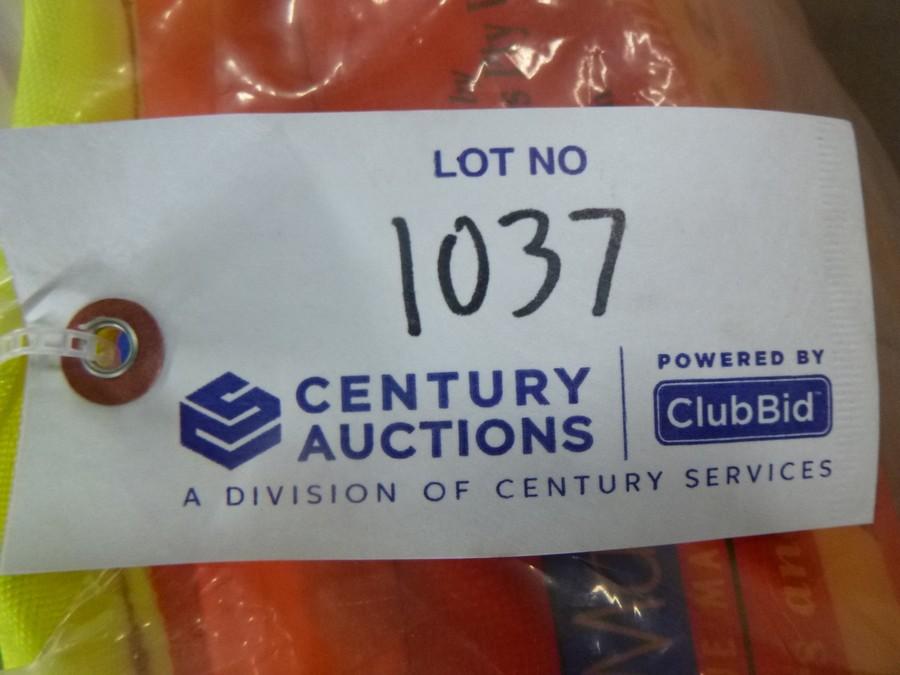 LOT NO
1037
CENTURY
AUCTIONS
POWERED BY
ClubBid
A DIVISION OF CENTURY SERVICES